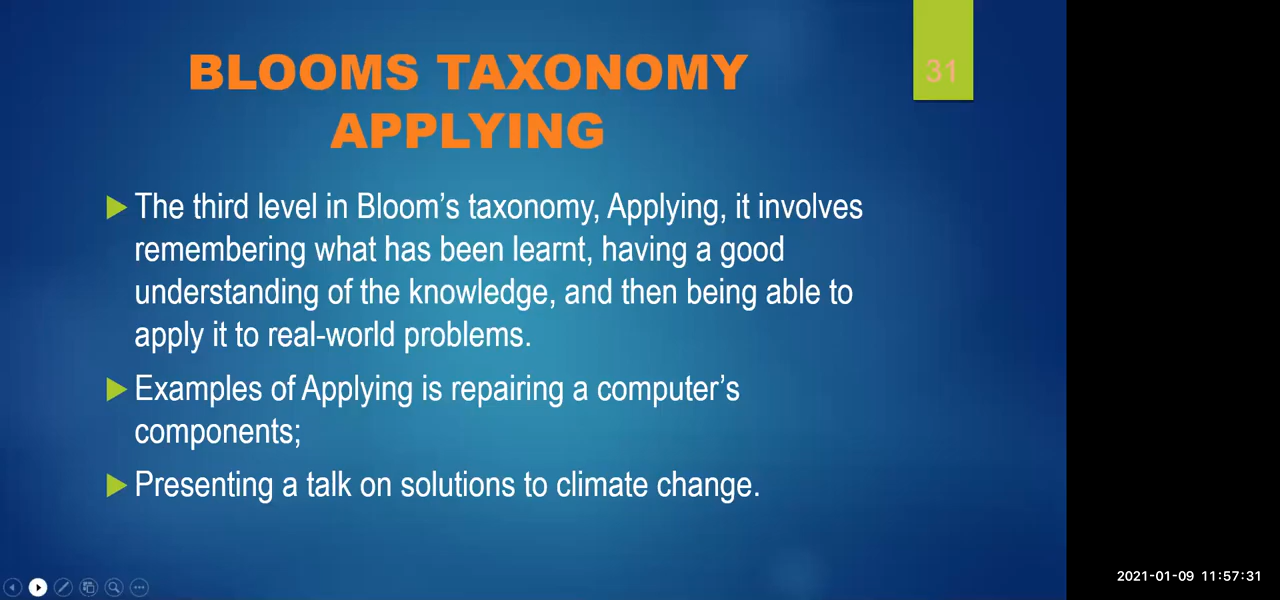 31
BLOOMS TAXONOMY
APPLYING
The third level in Bloom’s taxonomy, Applying, it involves
remembering what has been learnt, having a good
understanding of the knowledge, and then being able to
apply it to real-world problems.
Examples of Applying is repairing a computer’s
components;
Presenting a talk on solutions to climate change.
2021-01-09 11:57:31